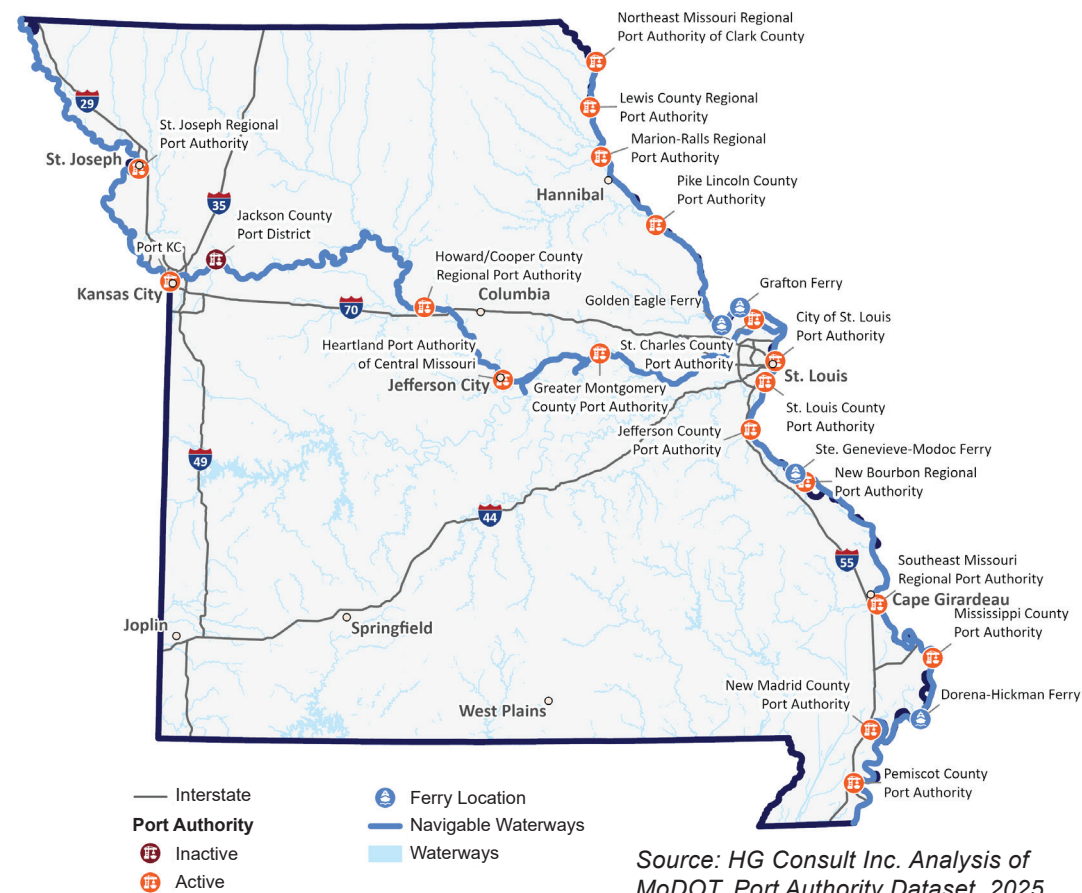 Northeast Missouri Regional
Port Authority of Clark County
Lewis County Regional
Port Authority
29
St. Joseph Regional
Port Authority
Marion-Ralls Regional
Port Authority
St. Joseph
Hannibal
Pike Lincoln County
Port Authority
35
Jackson County
Port District
Port KC
Howard/Cooper County
Regional Port Authority
Kansas City
Columbia
Grafton Ferry
Golden Eagle Ferry
70
City of St. Louis
Port Authority
Heartland Port Authority
of Central Missouri
St. Charles County
Port Authority
Jefferson City
St. Louis
Greater Montgomery
County Port Authority
St. Louis County
Port Authority
Jefferson County
Port Authority
Ste. Genevieve-Modoc Ferry
49
New Bourbon Regional
Port Authority
44
55
Southeast Missouri
Regional Port Authority
Cape Girardeau
Joplin
Springfield
Mississippi County
Port Authority
New Madrid County
Port Authority
Dorena-Hickman Ferry
West Plains
Pemiscot County
Port Authority
Interstate
Port Authority
Inactive
Active
Ferry Location
Navigable Waterways
Waterways
Source: HG Consult Inc. Analysis of
MoDOT, Port Authority Dataset, 2025